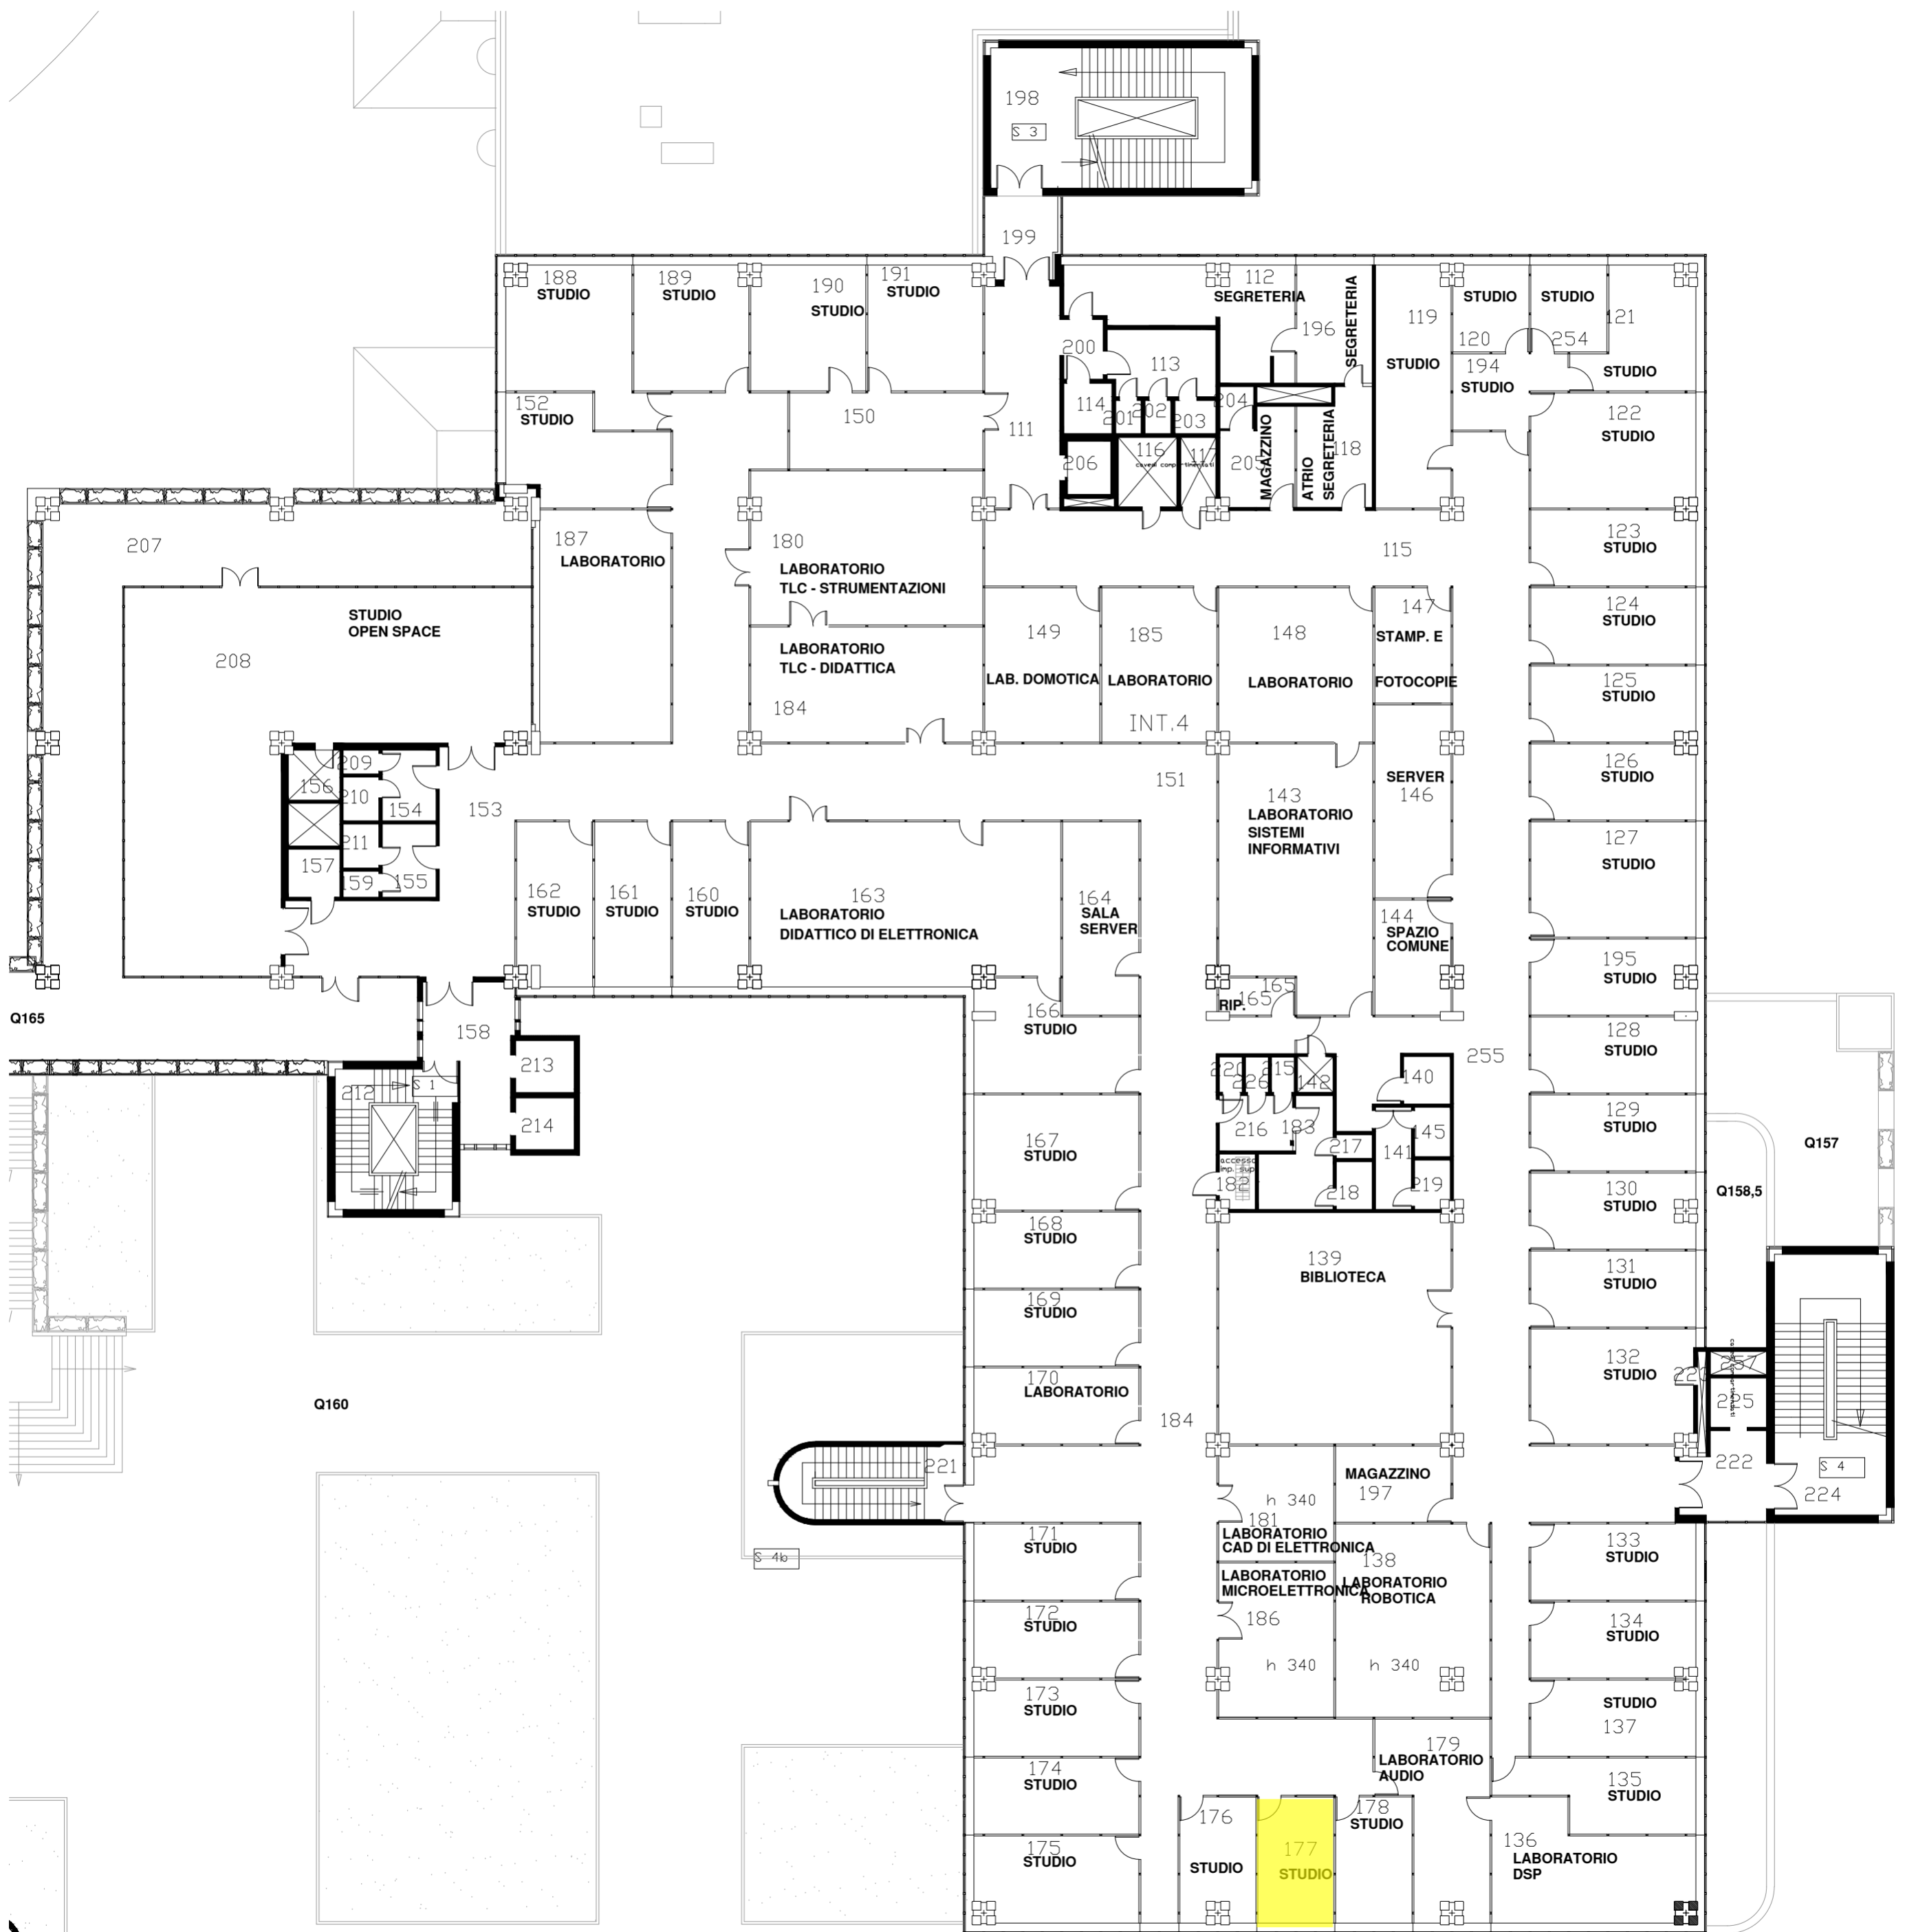 198
S 3
199
188
STUDIO
189
STUDIO
190
STUDIO
191
STUDIO
112
SEGRETERIA
196
SEGRETERIA
119
STUDIO
STUDIO
120
STUDIO
254
121
STUDIO
194
STUDIO
200
113
114
201
202
203
204
152
STUDIO
150
111
206
116
117
205
MAGAZZINO
ATRIO
SEGRETERIA
118
122
STUDIO
207
187
LABORATORIO
180
LABORATORIO
TLC - STRUMENTAZIONI
115
123
STUDIO
STUDIO
OPEN SPACE
208
LABORATORIO
TLC - DIDATTICA
184
149
LAB. DOMOTICA
185
LABORATORIO
INT.4
148
LABORATORIO
147
STAMP. E
FOTOCOPIE
124
STUDIO
125
STUDIO
156
209
210
154
211
157
159
155
153
151
143
LABORATORIO
SISTEMI
INFORMATIVI
SERVER
146
126
STUDIO
127
STUDIO
162
STUDIO
161
STUDIO
160
STUDIO
163
LABORATORIO
DIDATTICO DI ELETTRONICA
164
SALA
SERVER
144
SPAZIO
COMUNE
195
STUDIO
Q165
158
213
214
212
S 1
166
STUDIO
RIP.
165
165
255
128
STUDIO
220
226
215
142
140
216
183
217
141
145
accesso
imp. sup
182
218
219
167
STUDIO
129
STUDIO
Q157
130
STUDIO
Q158,5
168
STUDIO
139
BIBLIOTECA
131
STUDIO
169
STUDIO
170
LABORATORIO
184
132
STUDIO
225
222
S 4
224
Q160
221
S 4b
MAGAZZINO
197
h 340
181
LABORATORIO
CAD DI ELETTRONICA
LABORATORIO
MICROELETTRONICA
186
h 340
138
LABORATORIO
ROBOTICA
h 340
171
STUDIO
133
STUDIO
172
STUDIO
134
STUDIO
173
STUDIO
STUDIO
137
174
STUDIO
179
LABORATORIO
AUDIO
135
STUDIO
175
STUDIO
176
STUDIO
177
STUDIO
178
STUDIO
136
LABORATORIO
DSP